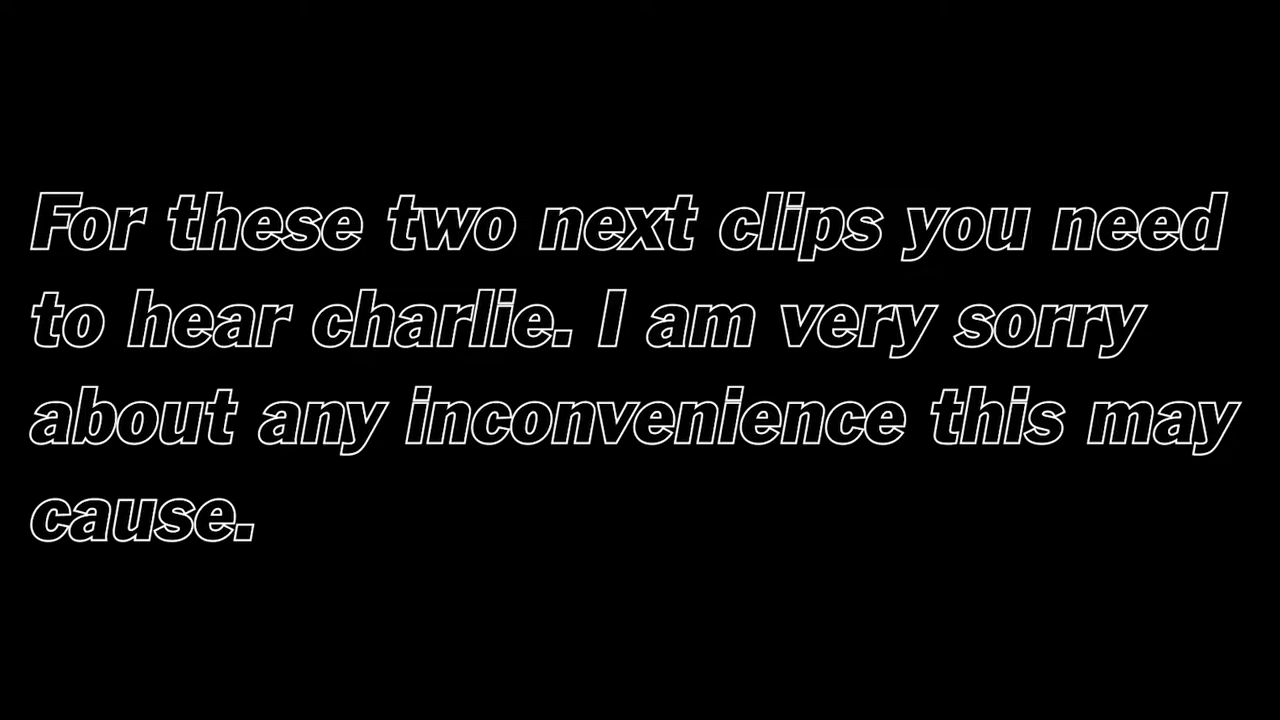 For these two next clips you need
to hear charlie. I am very sorry
about any inconvenience this may
cause.